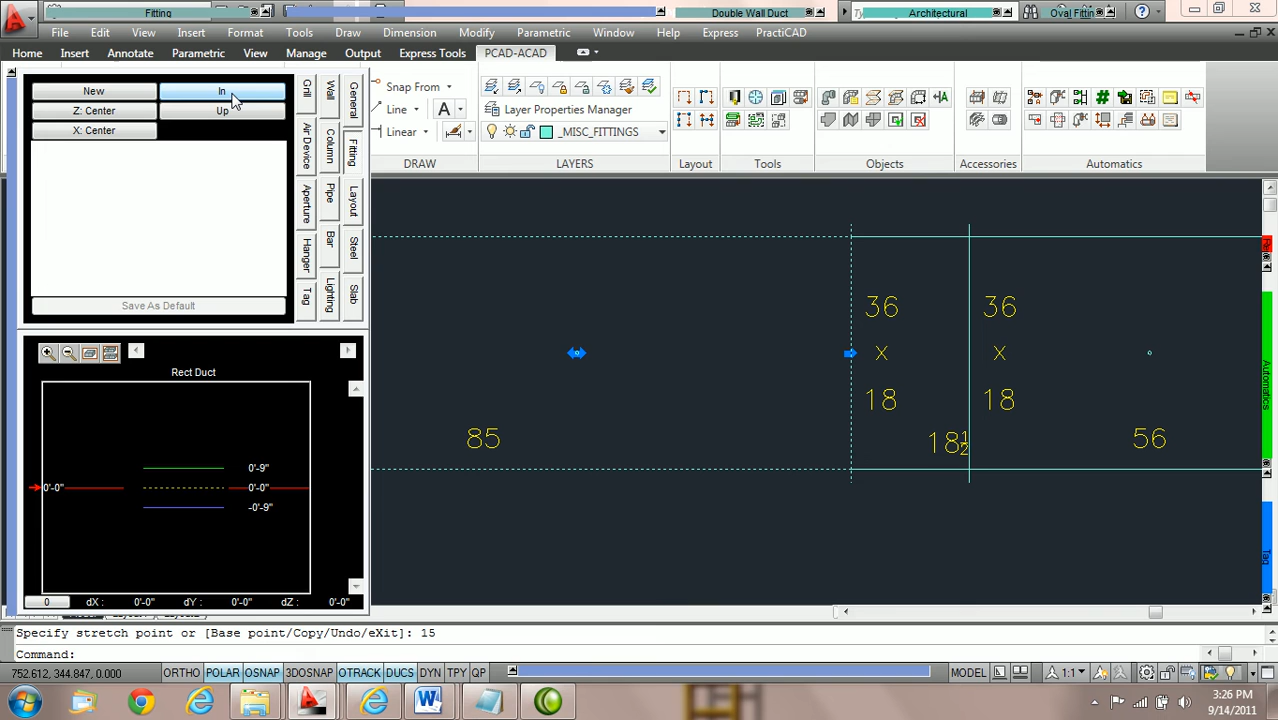 Fitting
Double Wall Duct
Architectural
Oval Fittin
File Edit View Insert Format Tools Draw Dimension Modify Parametric Window Help Express PractiCAD
Home Insert Annotate Parametric View Manage Output Express Tools PCAD-ACAD
New In
Z: Center Up
X: Center
Save As Default
Grill
Air Device
Aperture
Hanger
Tag
Wall
Column
Pipe
Bar
Lighting
General
Fitting
Layout
Steel
Slab
Snap From
Line A
Linear
DRAW
Layer Properties Manager
_MISC_FITTINGS
LAYERS
Layout Tools Objects Accessories Automatics
Rect Duct
0'-9"
0'-0" 0'-0"
-0'-9"
0 dX : 0'-0" dY : 0'-0" dZ : 0'-0"
36 36
x x
18 18
85 18½ 56
Automatics
Tag
Specify stretch point or [Base point/Copy/Undo/eXit]: 15
Command:
752.612, 344.847, 0.000 ORTHO POLAR OSNAP 3DOSNAP OTRACK DUCS DYN TPY QP MODEL 1:1
3:26 PM
9/14/2011